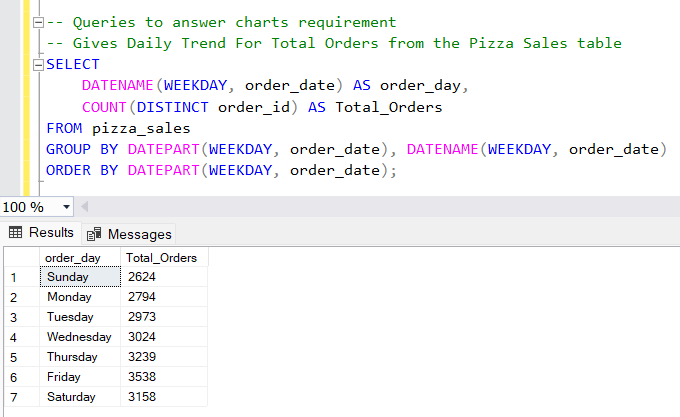 -- Queries to answer charts requirement
-- Gives Daily Trend For Total Orders from the Pizza Sales table
SELECT
DATENAME(WEEKDAY, order_date) AS order_day,
COUNT(DISTINCT order_id) AS Total_Orders
FROM pizza_sales
GROUP BY DATEPART(WEEKDAY, order_date), DATENAME(WEEKDAY, order_date)
ORDER BY DATEPART(WEEKDAY, order_date);
100 %
Results Messages
order_day Total_Orders
1 Sunday 2624
2 Monday 2794
3 Tuesday 2973
4 Wednesday 3024
5 Thursday 3239
6 Friday 3538
7 Saturday 3158